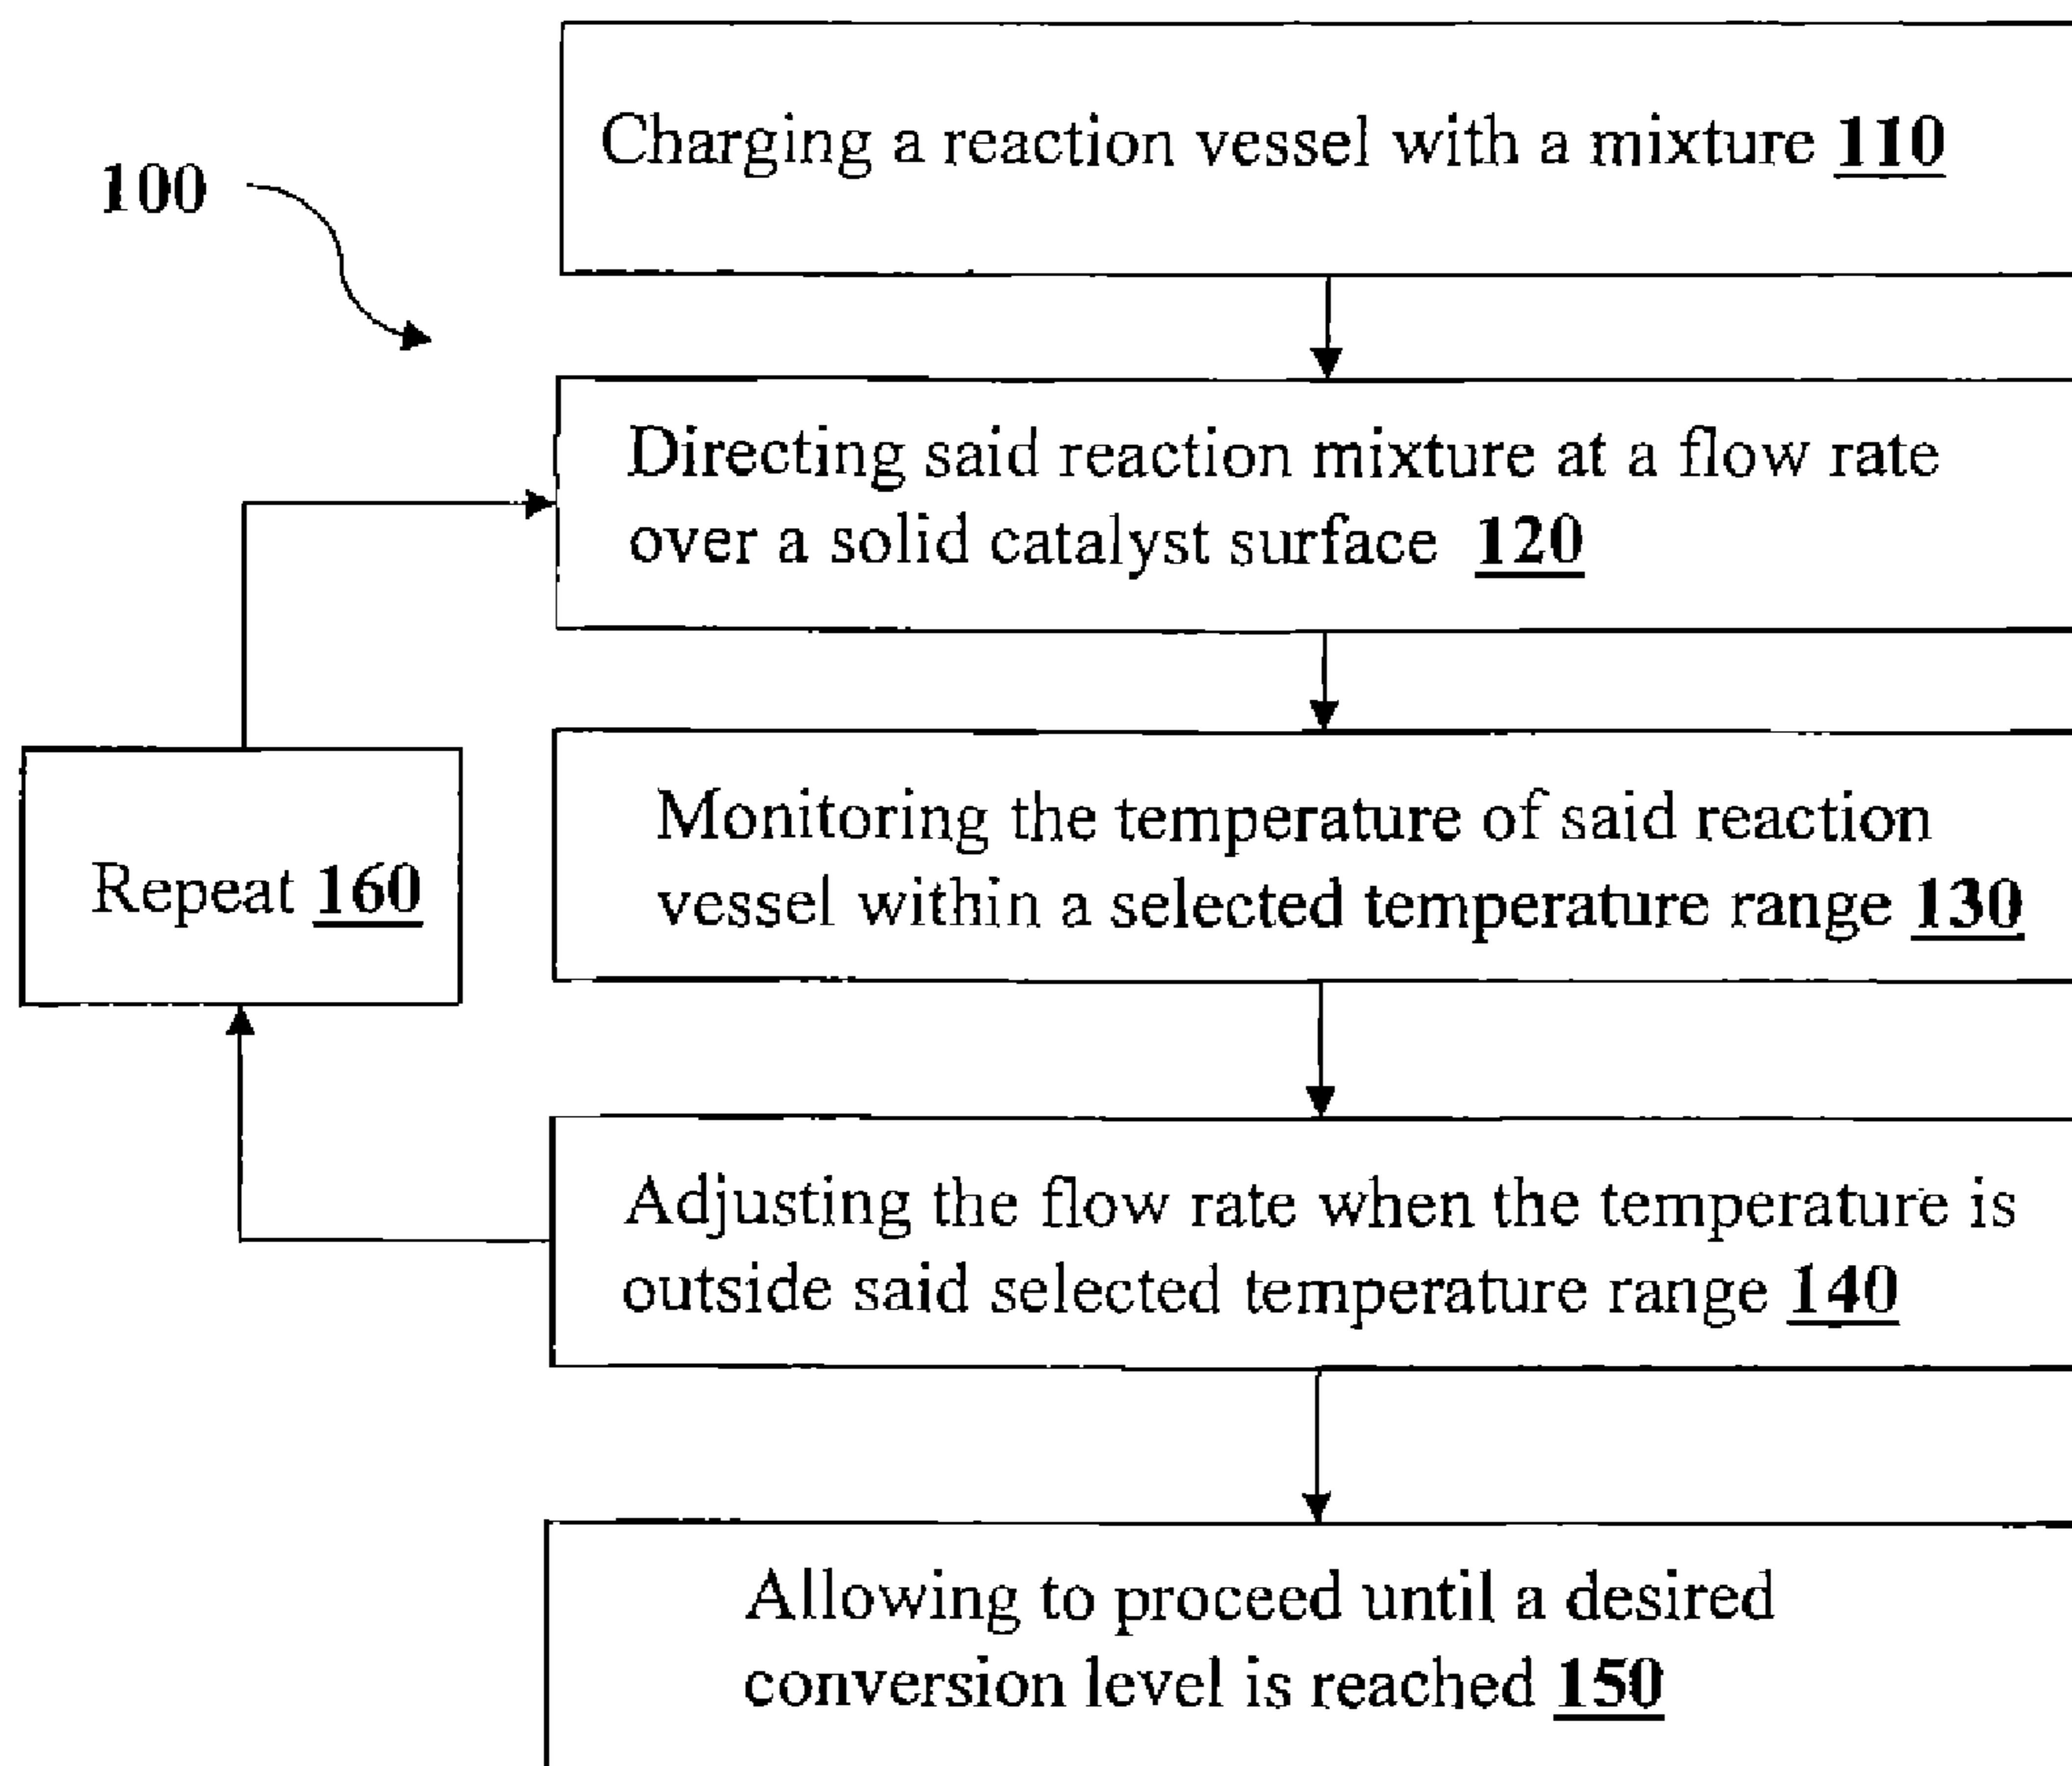 Charging a reaction vessel with a mixture 110
100
Directing said reaction mixture at a flow rate
over a solid catalyst surface 120
Monitoring the temperature of said reaction
vessel within a selected temperature range 130
Repeat 160
Adjusting the flow rate when the temperature is
outside said selected temperature range 140
Allowing to proceed until a desired
conversion level is reached 150